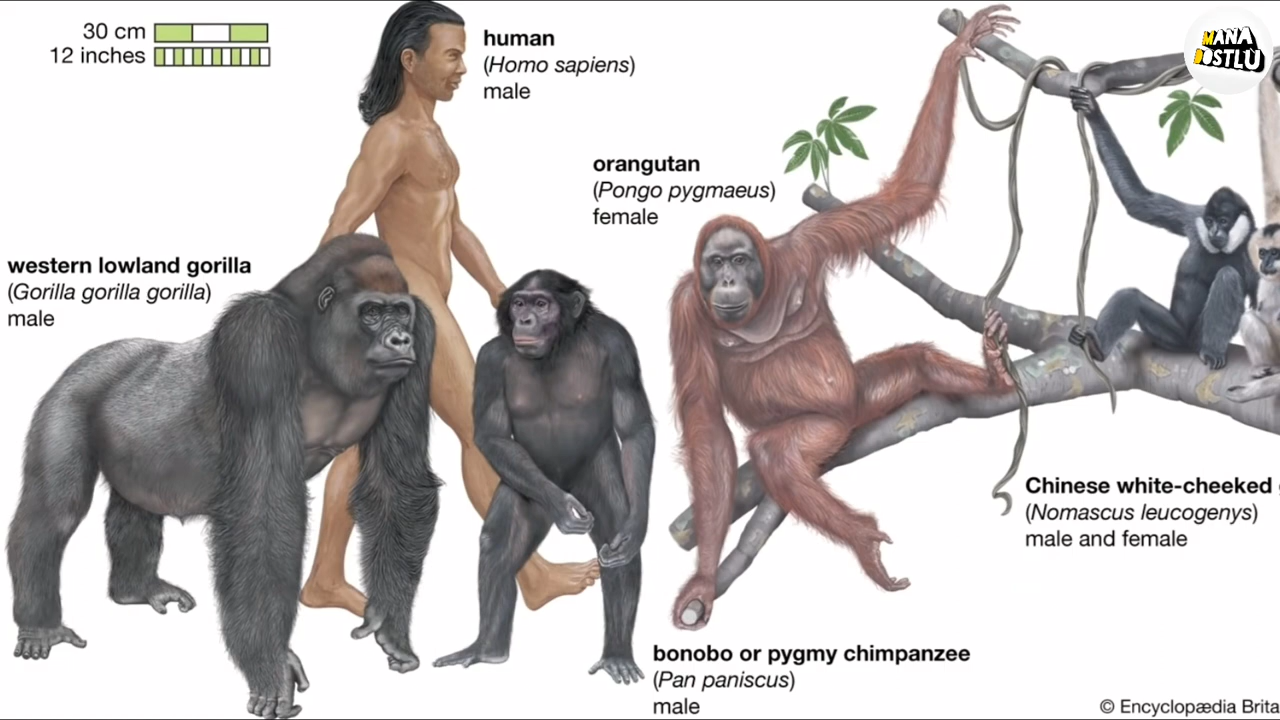 30 cm
12 inches
human
(Homo sapiens)
male
MANA
DOSTLU
orangutan
(Pongo pygmaeus)
female
western lowland gorilla
(Gorilla gorilla gorilla)
male
Chinese white-cheeked
(Nomascus leucogenys)
male and female
bonobo or pygmy chimpanzee
(Pan paniscus)
male
© Encyclopædia Brita